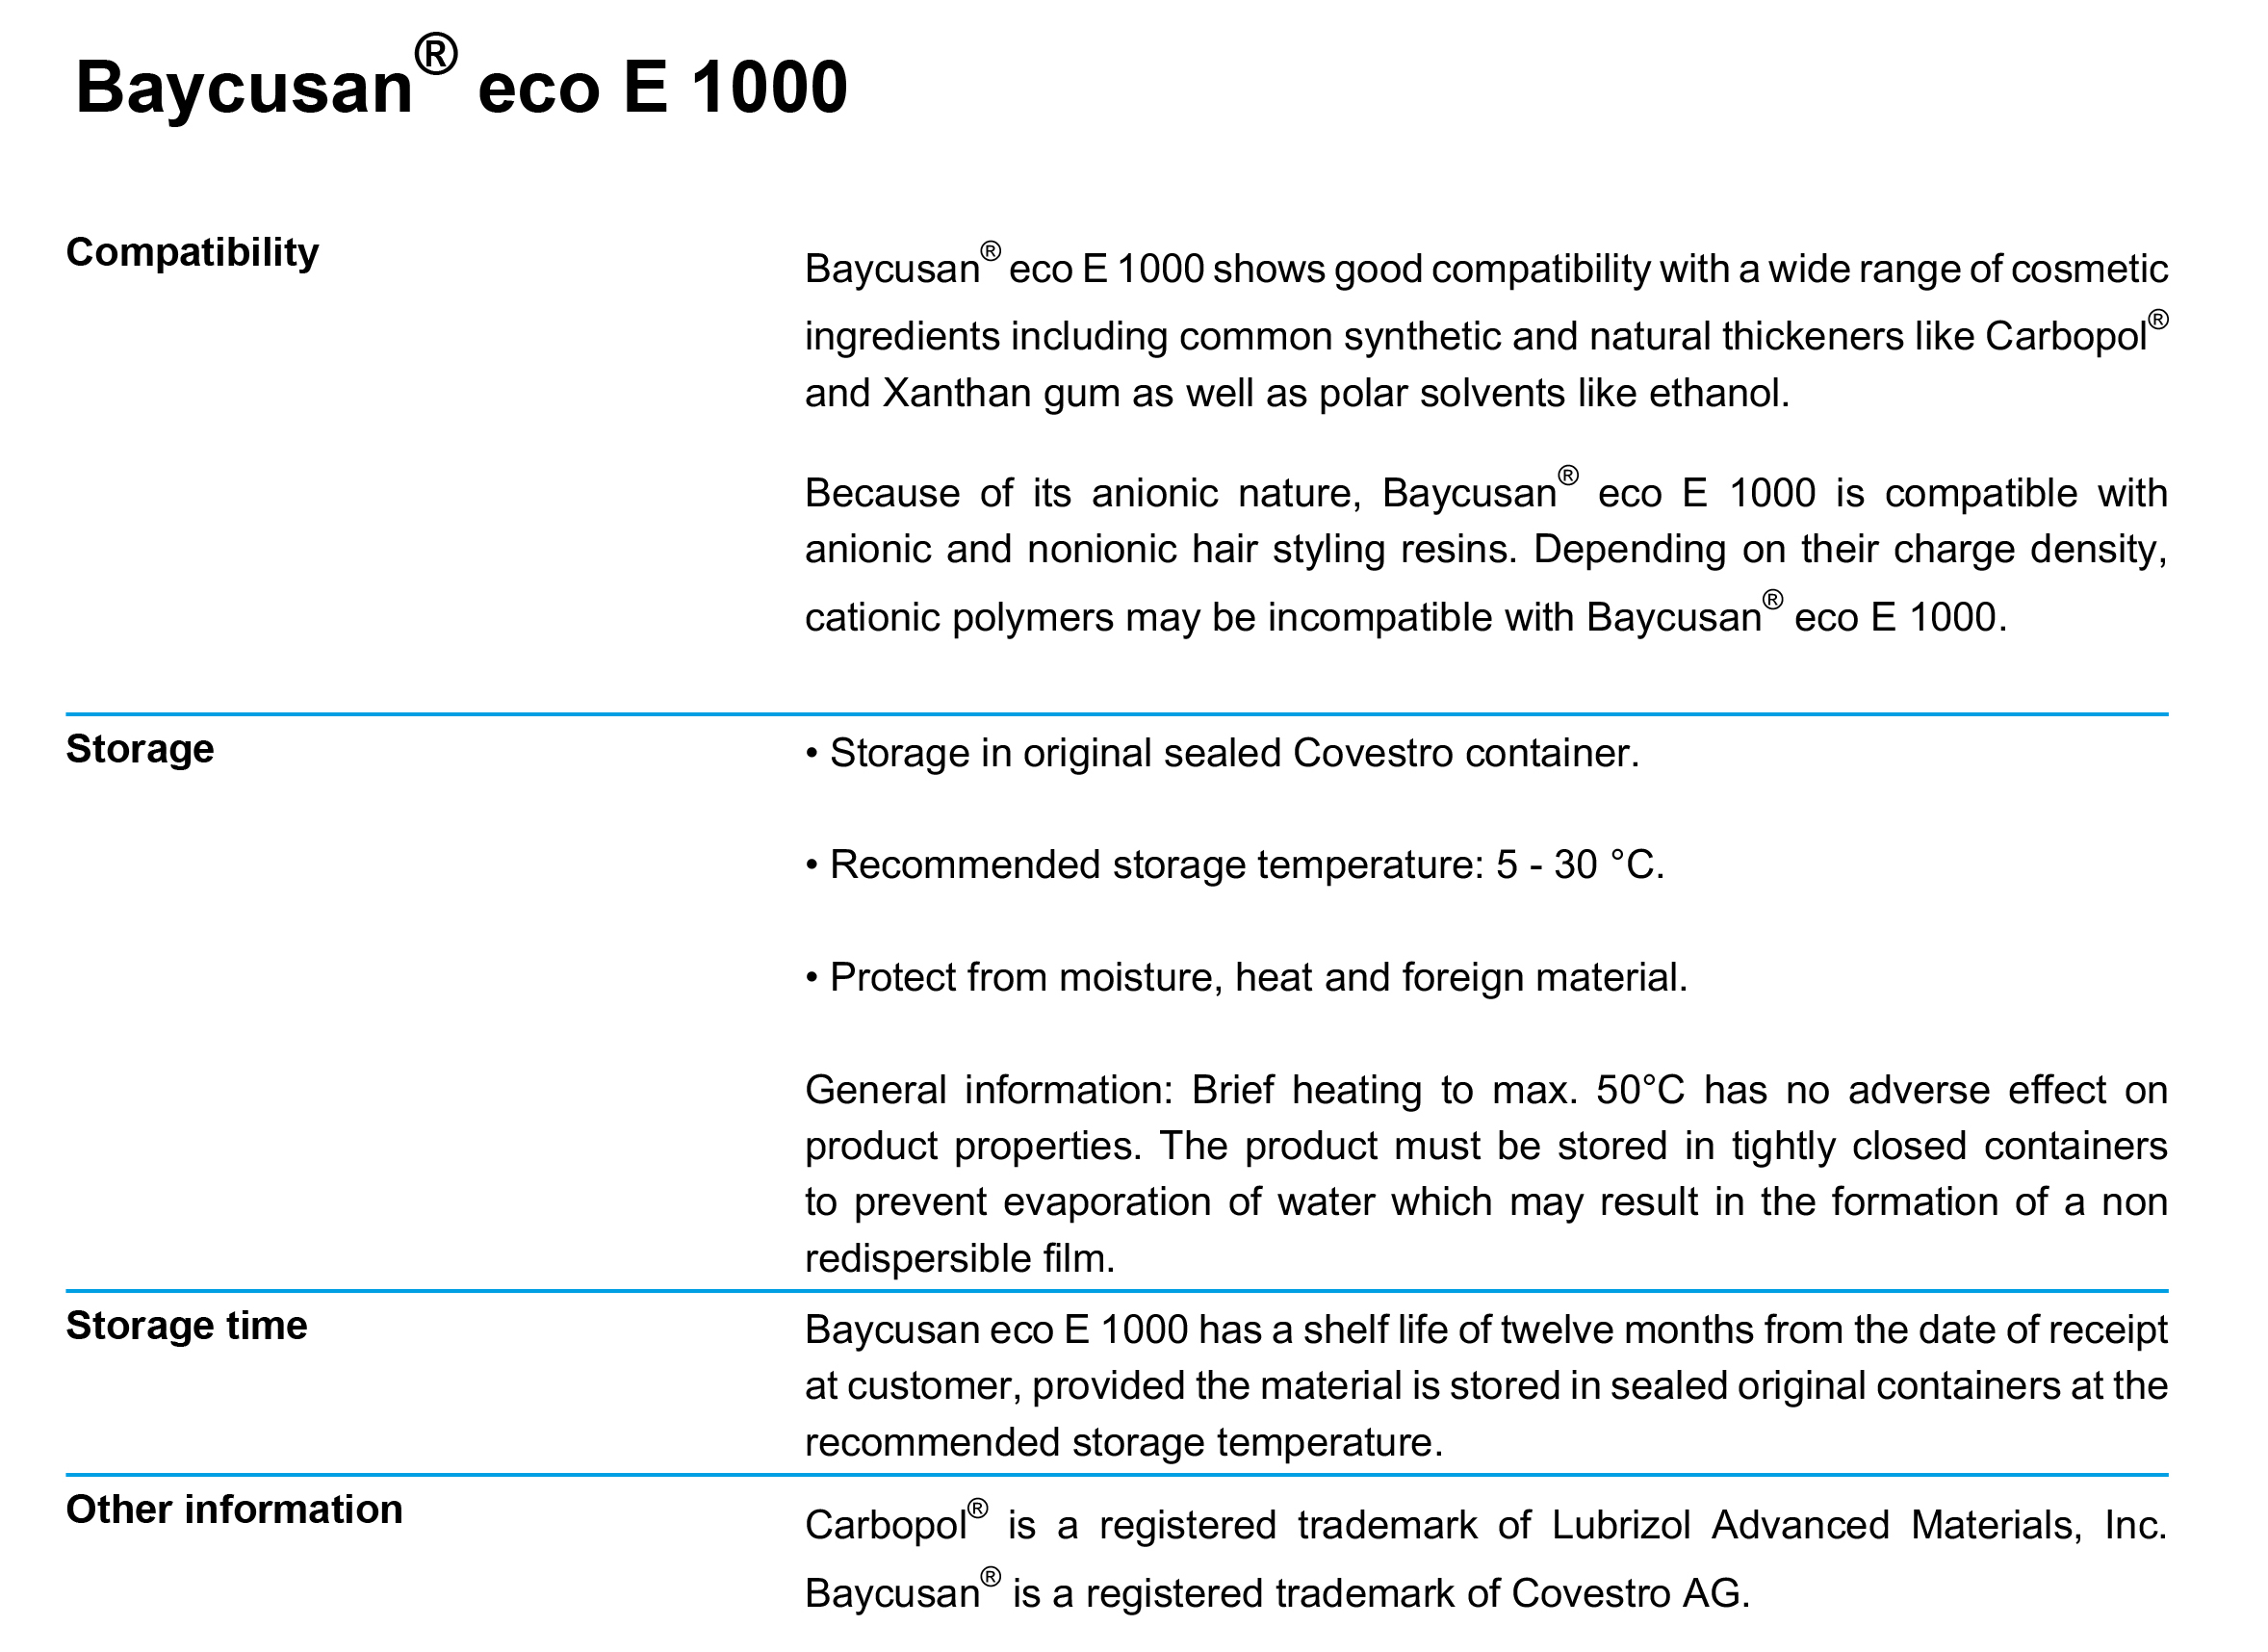 Baycusan® eco E 1000
Compatibility
Baycusan® eco E 1000 shows good compatibility with a wide range of cosmetic
ingredients including common synthetic and natural thickeners like Carbopol®
and Xanthan gum as well as polar solvents like ethanol.
Because of its anionic nature, Baycusan® eco E 1000 is compatible with
anionic and nonionic hair styling resins. Depending on their charge density,
cationic polymers may be incompatible with Baycusan® eco E 1000.
Storage
• Storage in original sealed Covestro container.
• Recommended storage temperature: 5 - 30 °C.
• Protect from moisture, heat and foreign material.
General information: Brief heating to max. 50°C has no adverse effect on
product properties. The product must be stored in tightly closed containers
to prevent evaporation of water which may result in the formation of a non
redispersible film.
Storage time
Baycusan eco E 1000 has a shelf life of twelve months from the date of receipt
at customer, provided the material is stored in sealed original containers at the
recommended storage temperature.
Other information
Carbopol® is a registered trademark of Lubrizol Advanced Materials, Inc.
Baycusan® is a registered trademark of Covestro AG.